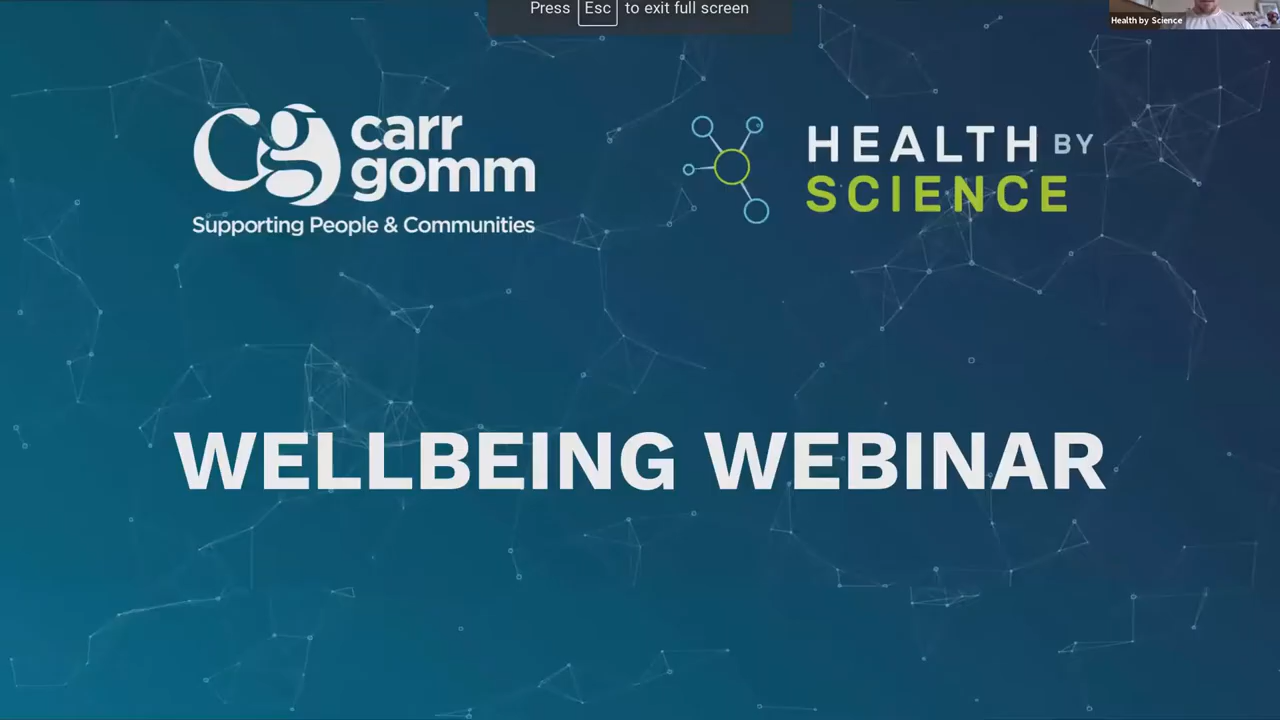 Press Esc to exit full screen
Health by Science
carr
gomm
Supporting People & Communities
HEALTH BY
SCIENCE
WELLBEING WEBINAR